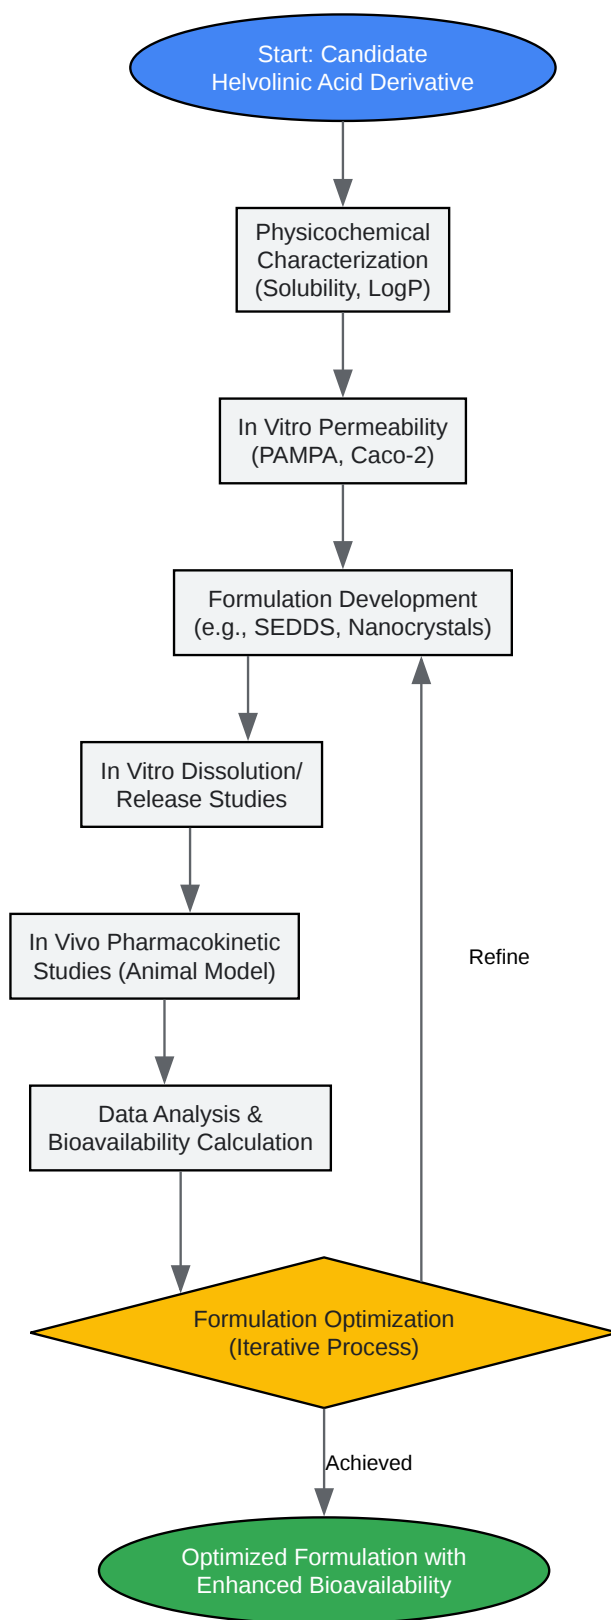 Start: Candidate
Helvolinic Acid Derivative
Physicochemical
Characterization
(Solubility, LogP)
In Vitro Permeability
(PAMPA, Caco-2)
Formulation Development
(e.g., SEDDS, Nanocrystals)
In Vitro Dissolution/
Release Studies
In Vivo Pharmacokinetic
Studies (Animal Model)
Refine
Data Analysis &
Bioavailability Calculation
Formulation Optimization
(Iterative Process)
Achieved
Optimized Formulation with
Enhanced Bioavailability